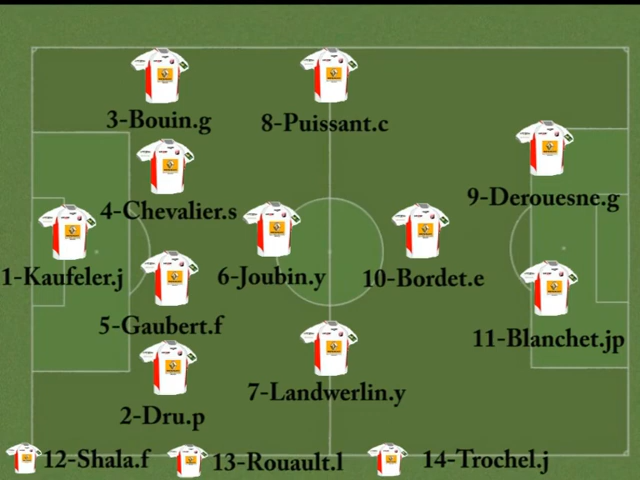 3-Bouin.g
8-Puissant.c
4-Chevalier.s
9-Derouesne.g
1-Kaufeler.j
6-Joubin.y
10-Bordet.e
5-Gaubert.f
11-Blanchet.jp
7-Landwerlin.y
2-Dru.p
12-Shala.f
13-Rouault.l
14-Trochel.j